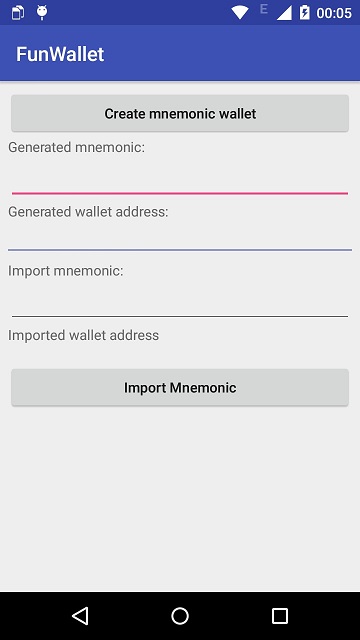 E
00:05
FunWallet
Create mnemonic wallet
Generated mnemonic:
Generated wallet address:
Import mnemonic:
Imported wallet address
Import Mnemonic